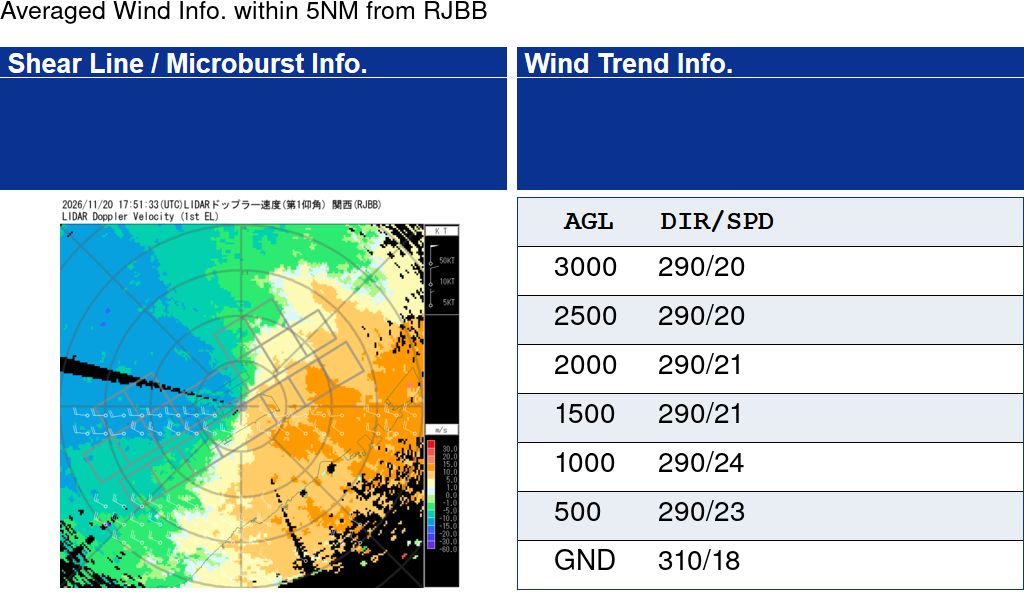 Averaged Wind Info. within 5NM from RJBB
Shear Line / Microburst Info.
Wind Trend Info.
2026/11/20 17:51:33(UTC)LIDARドップラー速度(第1仰角) 関西(RJBB)
LIDAR Doppler Velocity (1st EL)
KT
50KT
10KT
5KT
m/s
30.0
20.0
15.0
10.0
5.0
1.0
0.0
-1.0
-5.0
-10.0
-15.0
-20.0
-30.0
-60.0
AGL DIR/SPD
3000 290/20
2500 290/20
2000 290/21
1500 290/21
1000 290/24
500 290/23
GND 310/18